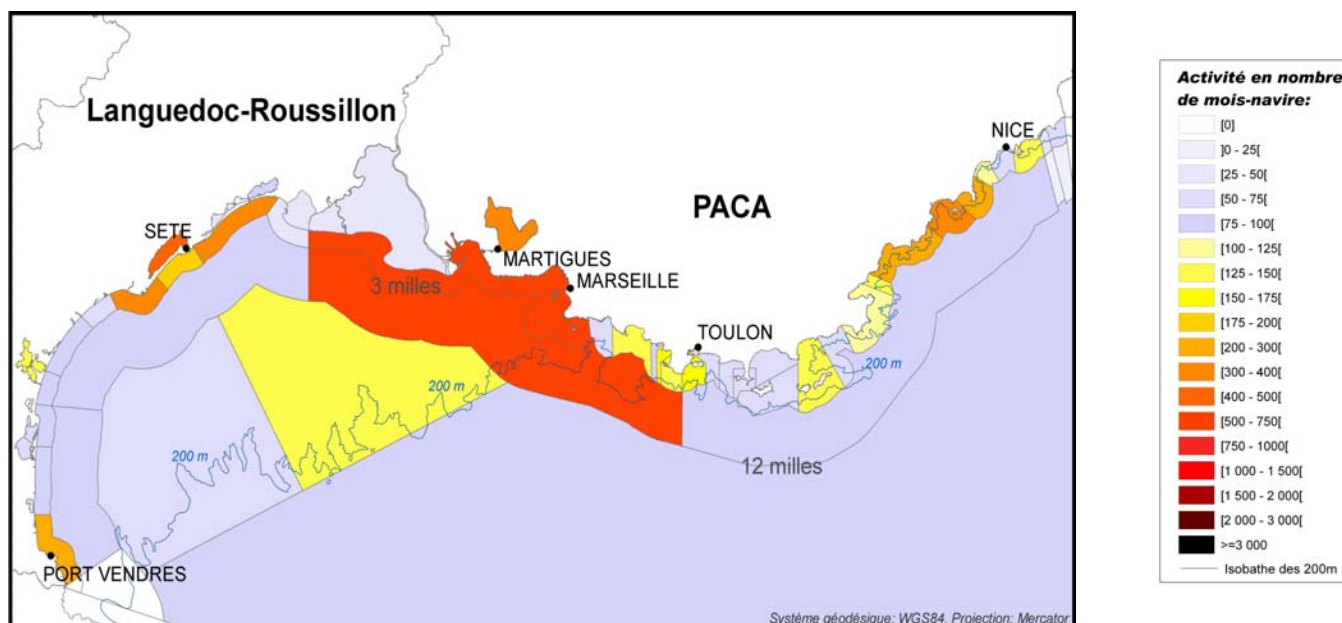 Languedoc-Roussillon
NICE
PACA
SETE
MARTIGUES
3 milles
MARSEILLE
TOULON
200 m
200 m
200 m
12 milles
PORT VENDRES
Système géodésique: WGS84, Projection: Mercator
Activité en nombre
de mois-navire:
[0]
]0 - 25[
[25 - 50[
[50 - 75[
[75 - 100[
[100 - 125[
[125 - 150[
[150 - 175[
[175 - 200[
[200 - 300[
[300 - 400[
[400 - 500[
[500 - 750[
[750 - 1000[
[1 000 - 1 500[
[1 500 - 2 000[
[2 000 - 3 000[
>=3 000
Isobathe des 200m